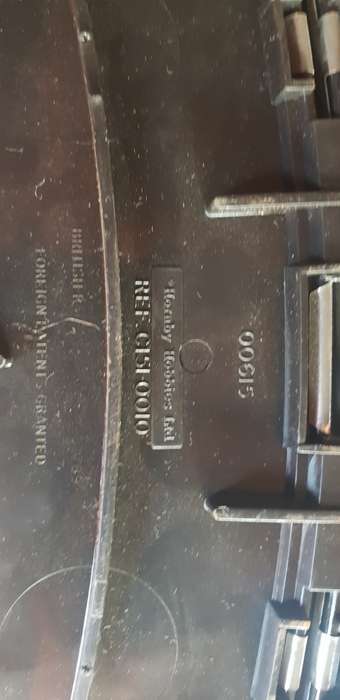 00615
"Hornby Hobbies Ltd
REF. C151-0010
BRITISH &
FOREIGN PATENTS GRANTED